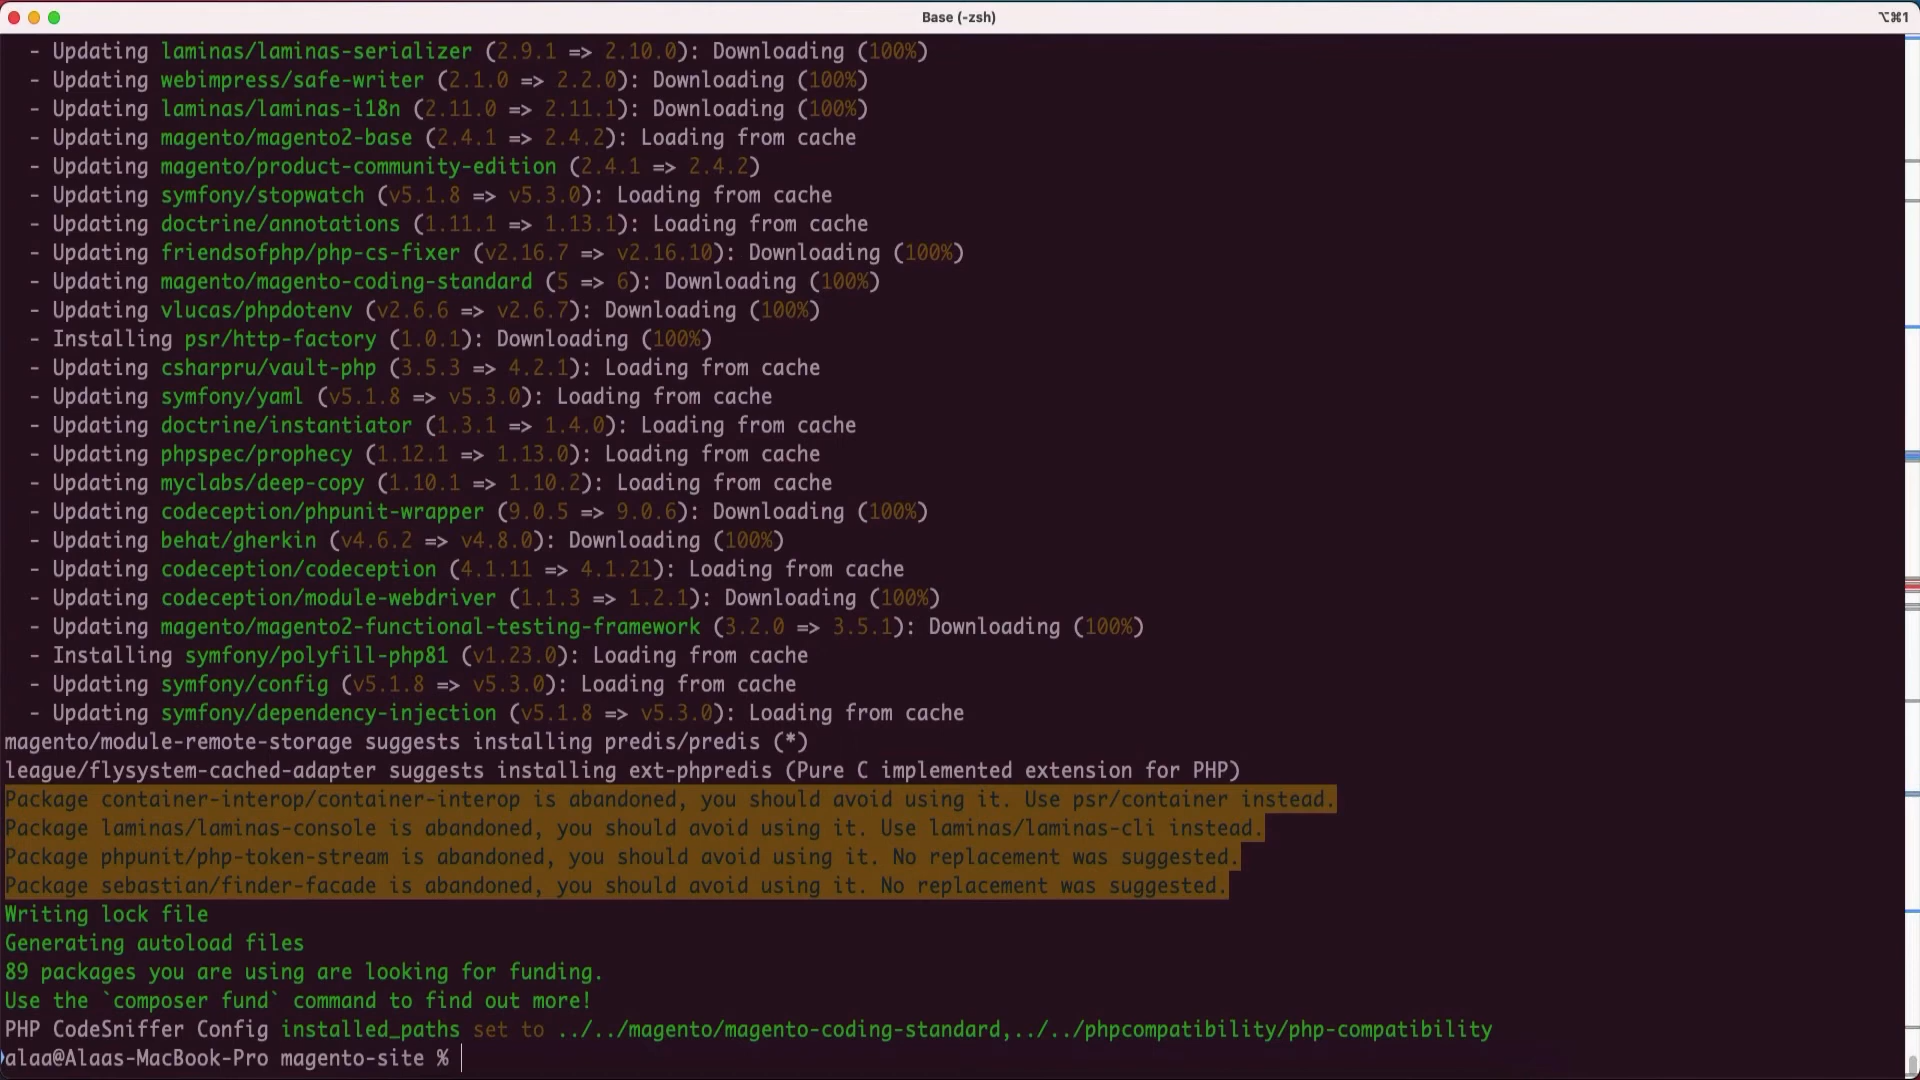 Base (-zsh)
⌥⌘1
- Updating laminas/laminas-serializer (2.9.1 => 2.10.0): Downloading (100%)
- Updating webimpress/safe-writer (2.1.0 => 2.2.0): Downloading (100%)
- Updating laminas/laminas-i18n (2.11.0 => 2.11.1): Downloading (100%)
- Updating magento/magento2-base (2.4.1 => 2.4.2): Loading from cache
- Updating magento/product-community-edition (2.4.1 => 2.4.2)
- Updating symfony/stopwatch (v5.1.8 => v5.3.0): Loading from cache
- Updating doctrine/annotations (1.11.1 => 1.13.1): Loading from cache
- Updating friendsofphp/php-cs-fixer (v2.16.7 => v2.16.10): Downloading (100%)
- Updating magento/magento-coding-standard (5 => 6): Downloading (100%)
- Updating vlucas/phpdotenv (v2.6.6 => v2.6.7): Downloading (100%)
- Installing psr/http-factory (1.0.1): Downloading (100%)
- Updating csharpru/vault-php (3.5.3 => 4.2.1): Loading from cache
- Updating symfony/yaml (v5.1.8 => v5.3.0): Loading from cache
- Updating doctrine/instantiator (1.3.1 => 1.4.0): Loading from cache
- Updating phpspec/prophecy (1.12.1 => 1.13.0): Loading from cache
- Updating myclabs/deep-copy (1.10.1 => 1.10.2): Loading from cache
- Updating codeception/phpunit-wrapper (9.0.5 => 9.0.6): Downloading (100%)
- Updating behat/gherkin (v4.6.2 => v4.8.0): Downloading (100%)
- Updating codeception/codeception (4.1.11 => 4.1.21): Loading from cache
- Updating codeception/module-webdriver (1.1.3 => 1.2.1): Downloading (100%)
- Updating magento/magento2-functional-testing-framework (3.2.0 => 3.5.1): Downloading (100%)
- Installing symfony/polyfill-php81 (v1.23.0): Loading from cache
- Updating symfony/config (v5.1.8 => v5.3.0): Loading from cache
- Updating symfony/dependency-injection (v5.1.8 => v5.3.0): Loading from cache
magento/module-remote-storage suggests installing predis/predis (*)
league/flysystem-cached-adapter suggests installing ext-phpredis (Pure C implemented extension for PHP)
Package container-interop/container-interop is abandoned, you should avoid using it. Use psr/container instead.
Package laminas/laminas-console is abandoned, you should avoid using it. Use laminas/laminas-cli instead.
Package phpunit/php-token-stream is abandoned, you should avoid using it. No replacement was suggested.
Package sebastian/finder-facade is abandoned, you should avoid using it. No replacement was suggested.
Writing lock file
Generating autoload files
89 packages you are using are looking for funding.
Use the `composer fund` command to find out more!
PHP CodeSniffer Config installed_paths set to ../../magento/magento-coding-standard,../../phpcompatibility/php-compatibility
alaa@Alaas-MacBook-Pro magento-site %